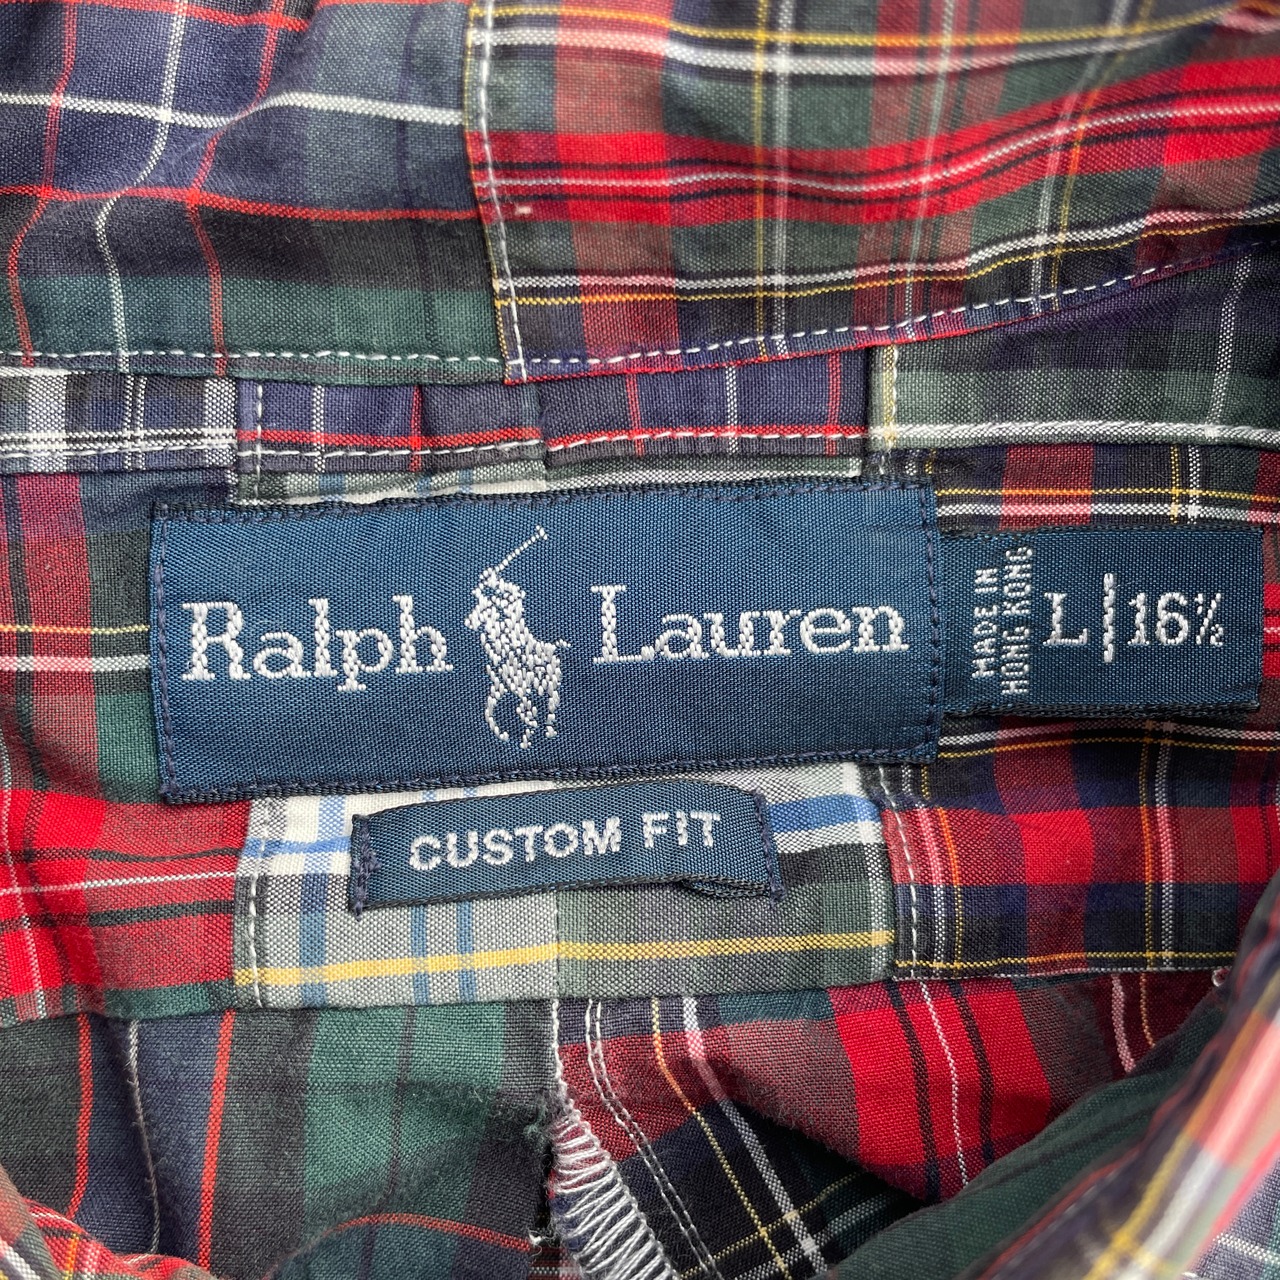 Ralph Lauren
MADE IN
HONG KONG
L|16½
CUSTOM FIT